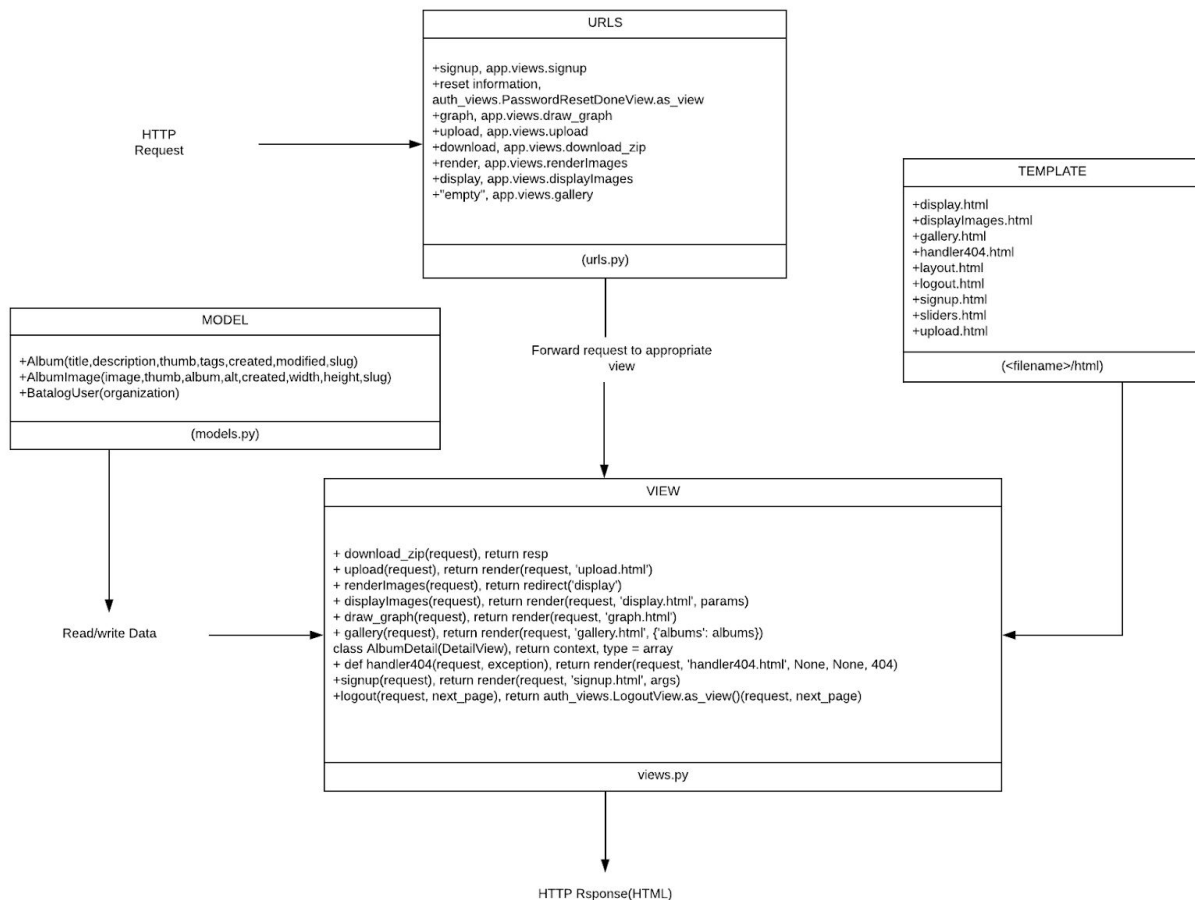 URLS
+signup, app.views.signup
+reset information,
auth_views.PasswordResetDoneView.as_view
+graph, app.views.draw_graph
+upload, app.views.upload
+download, app.views.download_zip
+render, app.views.renderImages
+display, app.views.displayImages
+"empty", app.views.gallery
(urls.py)
HTTP
Request
TEMPLATE
+display.html
+displayImages.html
+gallery.html
+handler404.html
+layout.html
+logout.html
+signup.html
+sliders.html
+upload.html
(<filename>/html)
MODEL
+Album(title,description,thumb,tags,created,modified,slug)
+AlbumImage(image,thumb,album,alt,created,width,height,slug)
+BatalogUser(organization)
(models.py)
Forward request to appropriate
view
VIEW
+ download_zip(request), return resp
+ upload(request), return render(request, 'upload.html')
+ renderImages(request), return redirect('display')
+ displayImages(request), return render(request, 'display.html', params)
+ draw_graph(request), return render(request, 'graph.html')
+ gallery(request), return render(request, 'gallery.html', {'albums': albums})
class AlbumDetail(DetailView), return context, type = array
+ def handler404(request, exception), return render(request, 'handler404.html', None, None, 404)
+signup(request), return render(request, 'signup.html', args)
+logout(request, next_page), return auth_views.LogoutView.as_view()(request, next_page)
views.py
Read/write Data
HTTP Rsponse(HTML)